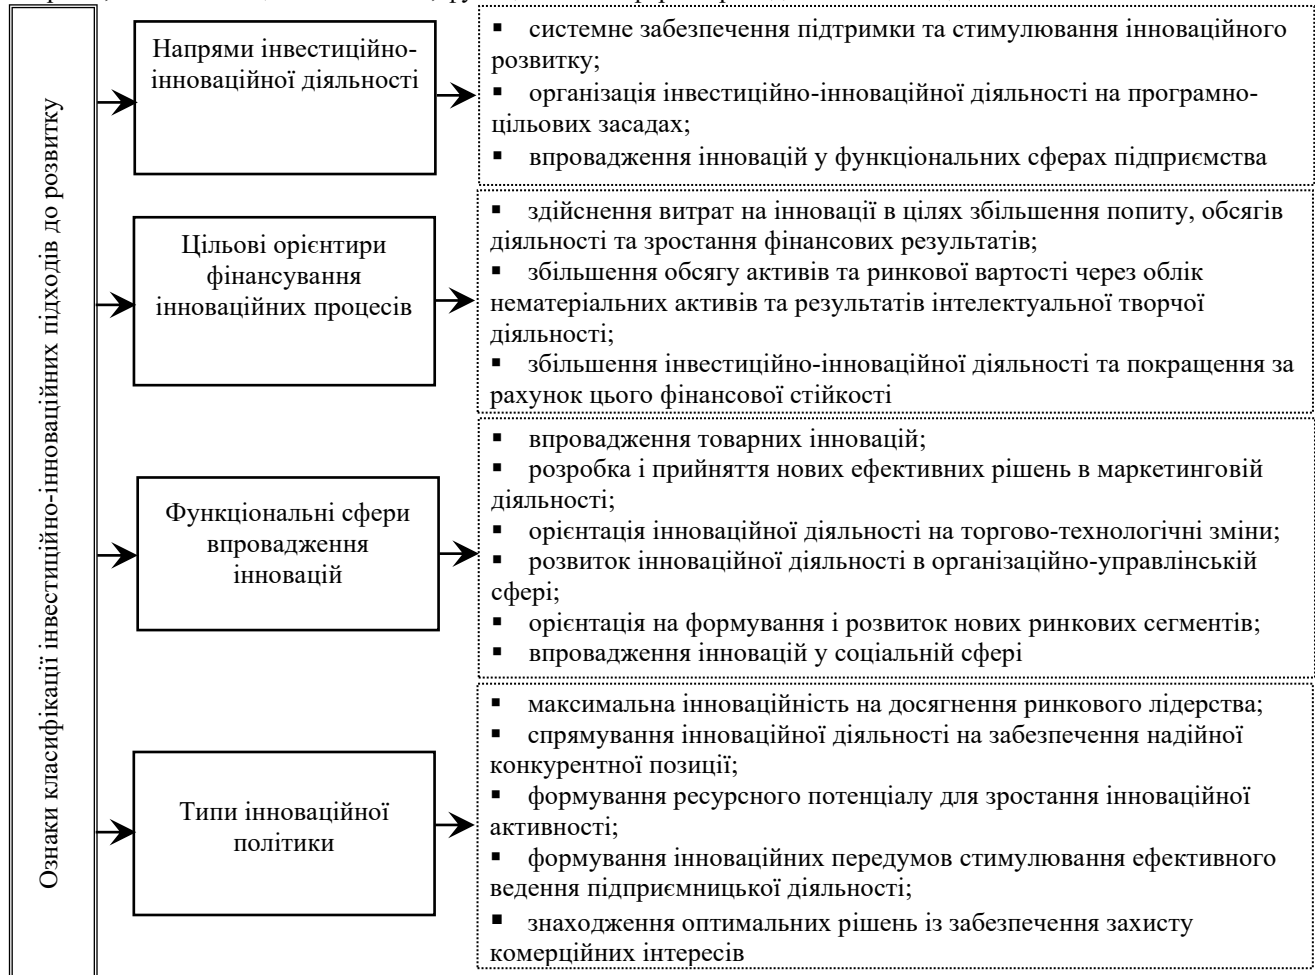 Ознаки класифікації інвестиційно-інноваційних підходів до розвитку
Напрями інвестиційно-
інноваційної діяльності
▪ системне забезпечення підтримки та стимулювання інноваційного
розвитку;
▪ організація інвестиційно-інноваційної діяльності на програмно-
цільових засадах;
▪ впровадження інновацій у функціональних сферах підприємства
Цільові орієнтири
фінансування
інноваційних процесів
▪ здійснення витрат на інновації в цілях збільшення попиту, обсягів
діяльності та зростання фінансових результатів;
▪ збільшення обсягу активів та ринкової вартості через облік
нематеріальних активів та результатів інтелектуальної творчої
діяльності;
▪ збільшення інвестиційно-інноваційної діяльності та покращення за
рахунок цього фінансової стійкості
Функціональні сфери
впровадження
інновацій
▪ впровадження товарних інновацій;
▪ розробка і прийняття нових ефективних рішень в маркетинговій
діяльності;
▪ орієнтація інноваційної діяльності на торгово-технологічні зміни;
▪ розвиток інноваційної діяльності в організаційно-управлінській
сфері;
▪ орієнтація на формування і розвиток нових ринкових сегментів;
▪ впровадження інновацій у соціальній сфері
Типи інноваційної
політики
▪ максимальна інноваційність на досягнення ринкового лідерства;
▪ спрямування інноваційної діяльності на забезпечення надійної
конкурентної позиції;
▪ формування ресурсного потенціалу для зростання інноваційної
активності;
▪ формування інноваційних передумов стимулювання ефективного
ведення підприємницької діяльності;
▪ знаходження оптимальних рішень із забезпечення захисту
комерційних інтересів